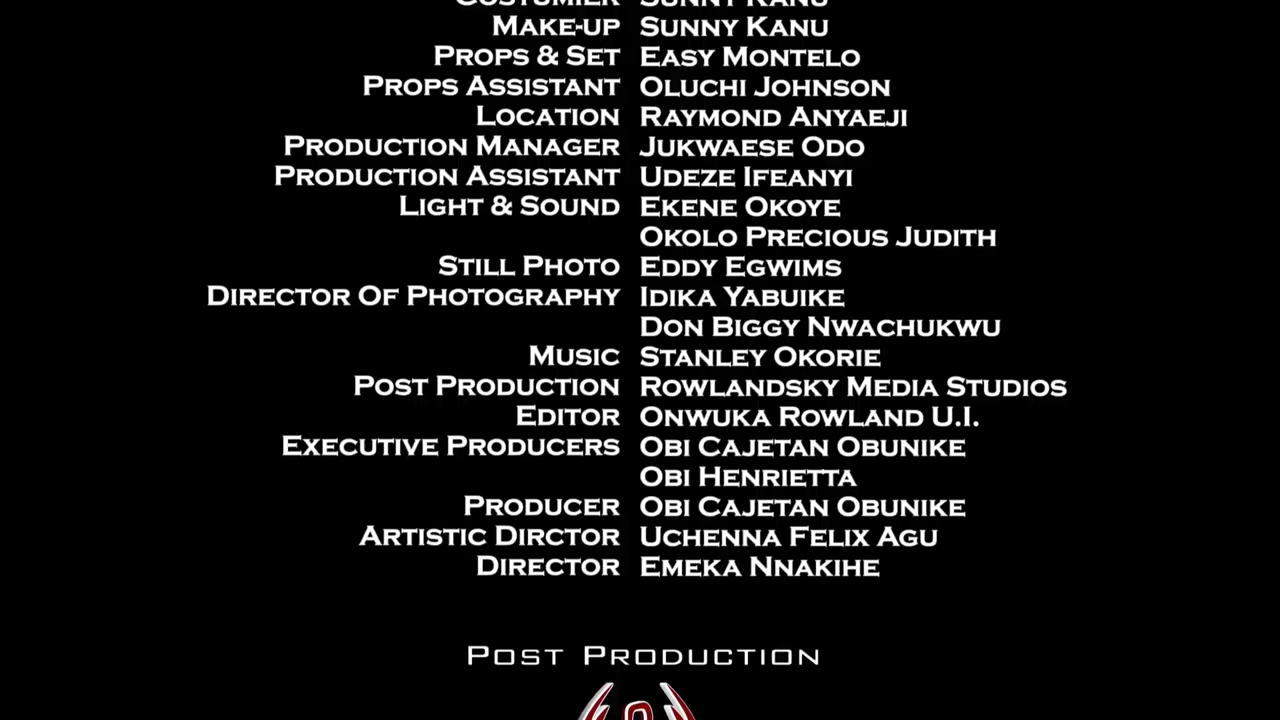 Costumier Sunny Kanu
Make-up Sunny Kanu
Props & Set Easy Montelo
Props Assistant Oluchi Johnson
Location Raymond Anyaeji
Production Manager Jukwaese Odo
Production Assistant Udeze Ifeanyi
Light & Sound Ekene Okoye
Okolo Precious Judith
Still Photo Eddy Egwims
Director Of Photography Idika Yabuike
Don Biggy Nwachukwu
Music Stanley Okorie
Post Production Rowlandsky Media Studios
Editor Onwuka Rowland U.I.
Executive Producers Obi Cajetan Obunike
Obi Henrietta
Producer Obi Cajetan Obunike
Artistic Dirctor Uchenna Felix Agu
Director Emeka Nnakihe
Post Production